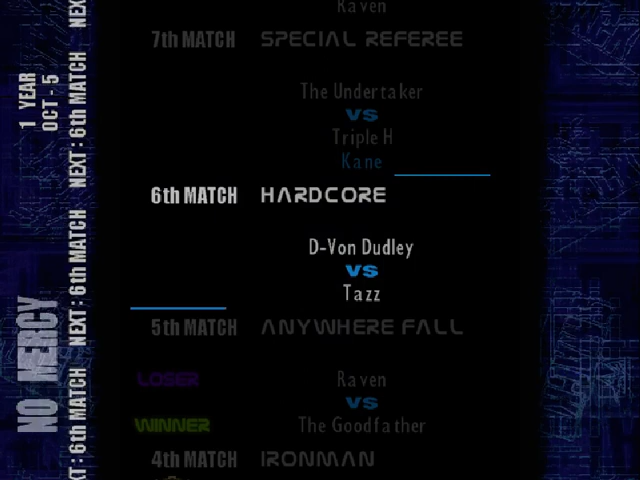 Raven
7th MATCH SPECIAL REFEREE
The Undertaker
VS
Triple H
Kane
6th MATCH HARDCORE
D-Von Dudley
VS
Tazz
5th MATCH ANYWHERE FALL
LOSER Raven
VS
WINNER The Goodfather
4th MATCH IRONMAN
1 YEAR
OCT - 5
NO MERCY
XT : 6th MATCH NEXT : 6th MATCH NEXT : 6th MATCH NEX